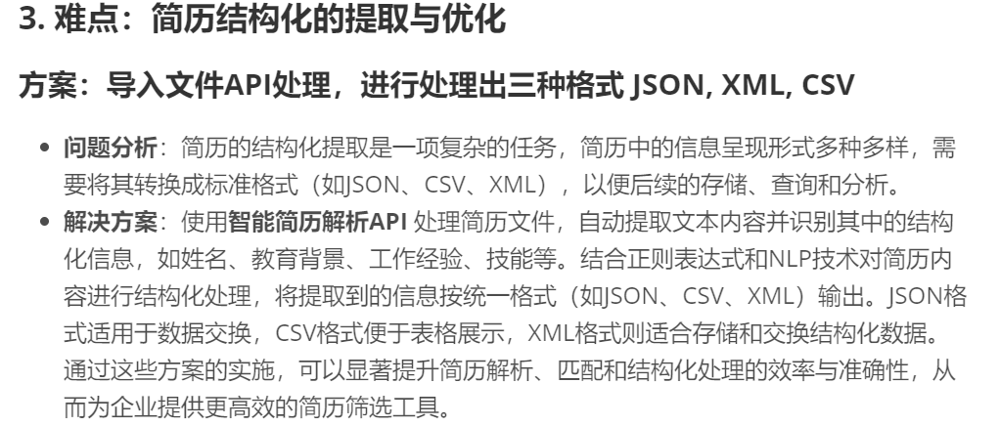 3. 难点：简历结构化的提取与优化
方案：导入文件API处理，进行处理出三种格式 JSON, XML, CSV
• 问题分析：简历的结构化提取是一项复杂的任务，简历中的信息呈现形式多种多样，需
要将其转换成标准格式（如JSON、CSV、XML），以便后续的存储、查询和分析。
• 解决方案：使用智能简历解析API 处理简历文件，自动提取文本内容并识别其中的结构
化信息，如姓名、教育背景、工作经验、技能等。结合正则表达式和NLP技术对简历内
容进行结构化处理，将提取到的信息按统一格式（如JSON、CSV、XML）输出。JSON格
式适用于数据交换，CSV格式便于表格展示，XML格式则适合存储和交换结构化数据。
通过这些方案的实施，可以显著提升简历解析、匹配和结构化处理的效率与准确性，从
而为企业提供更高效的简历筛选工具。